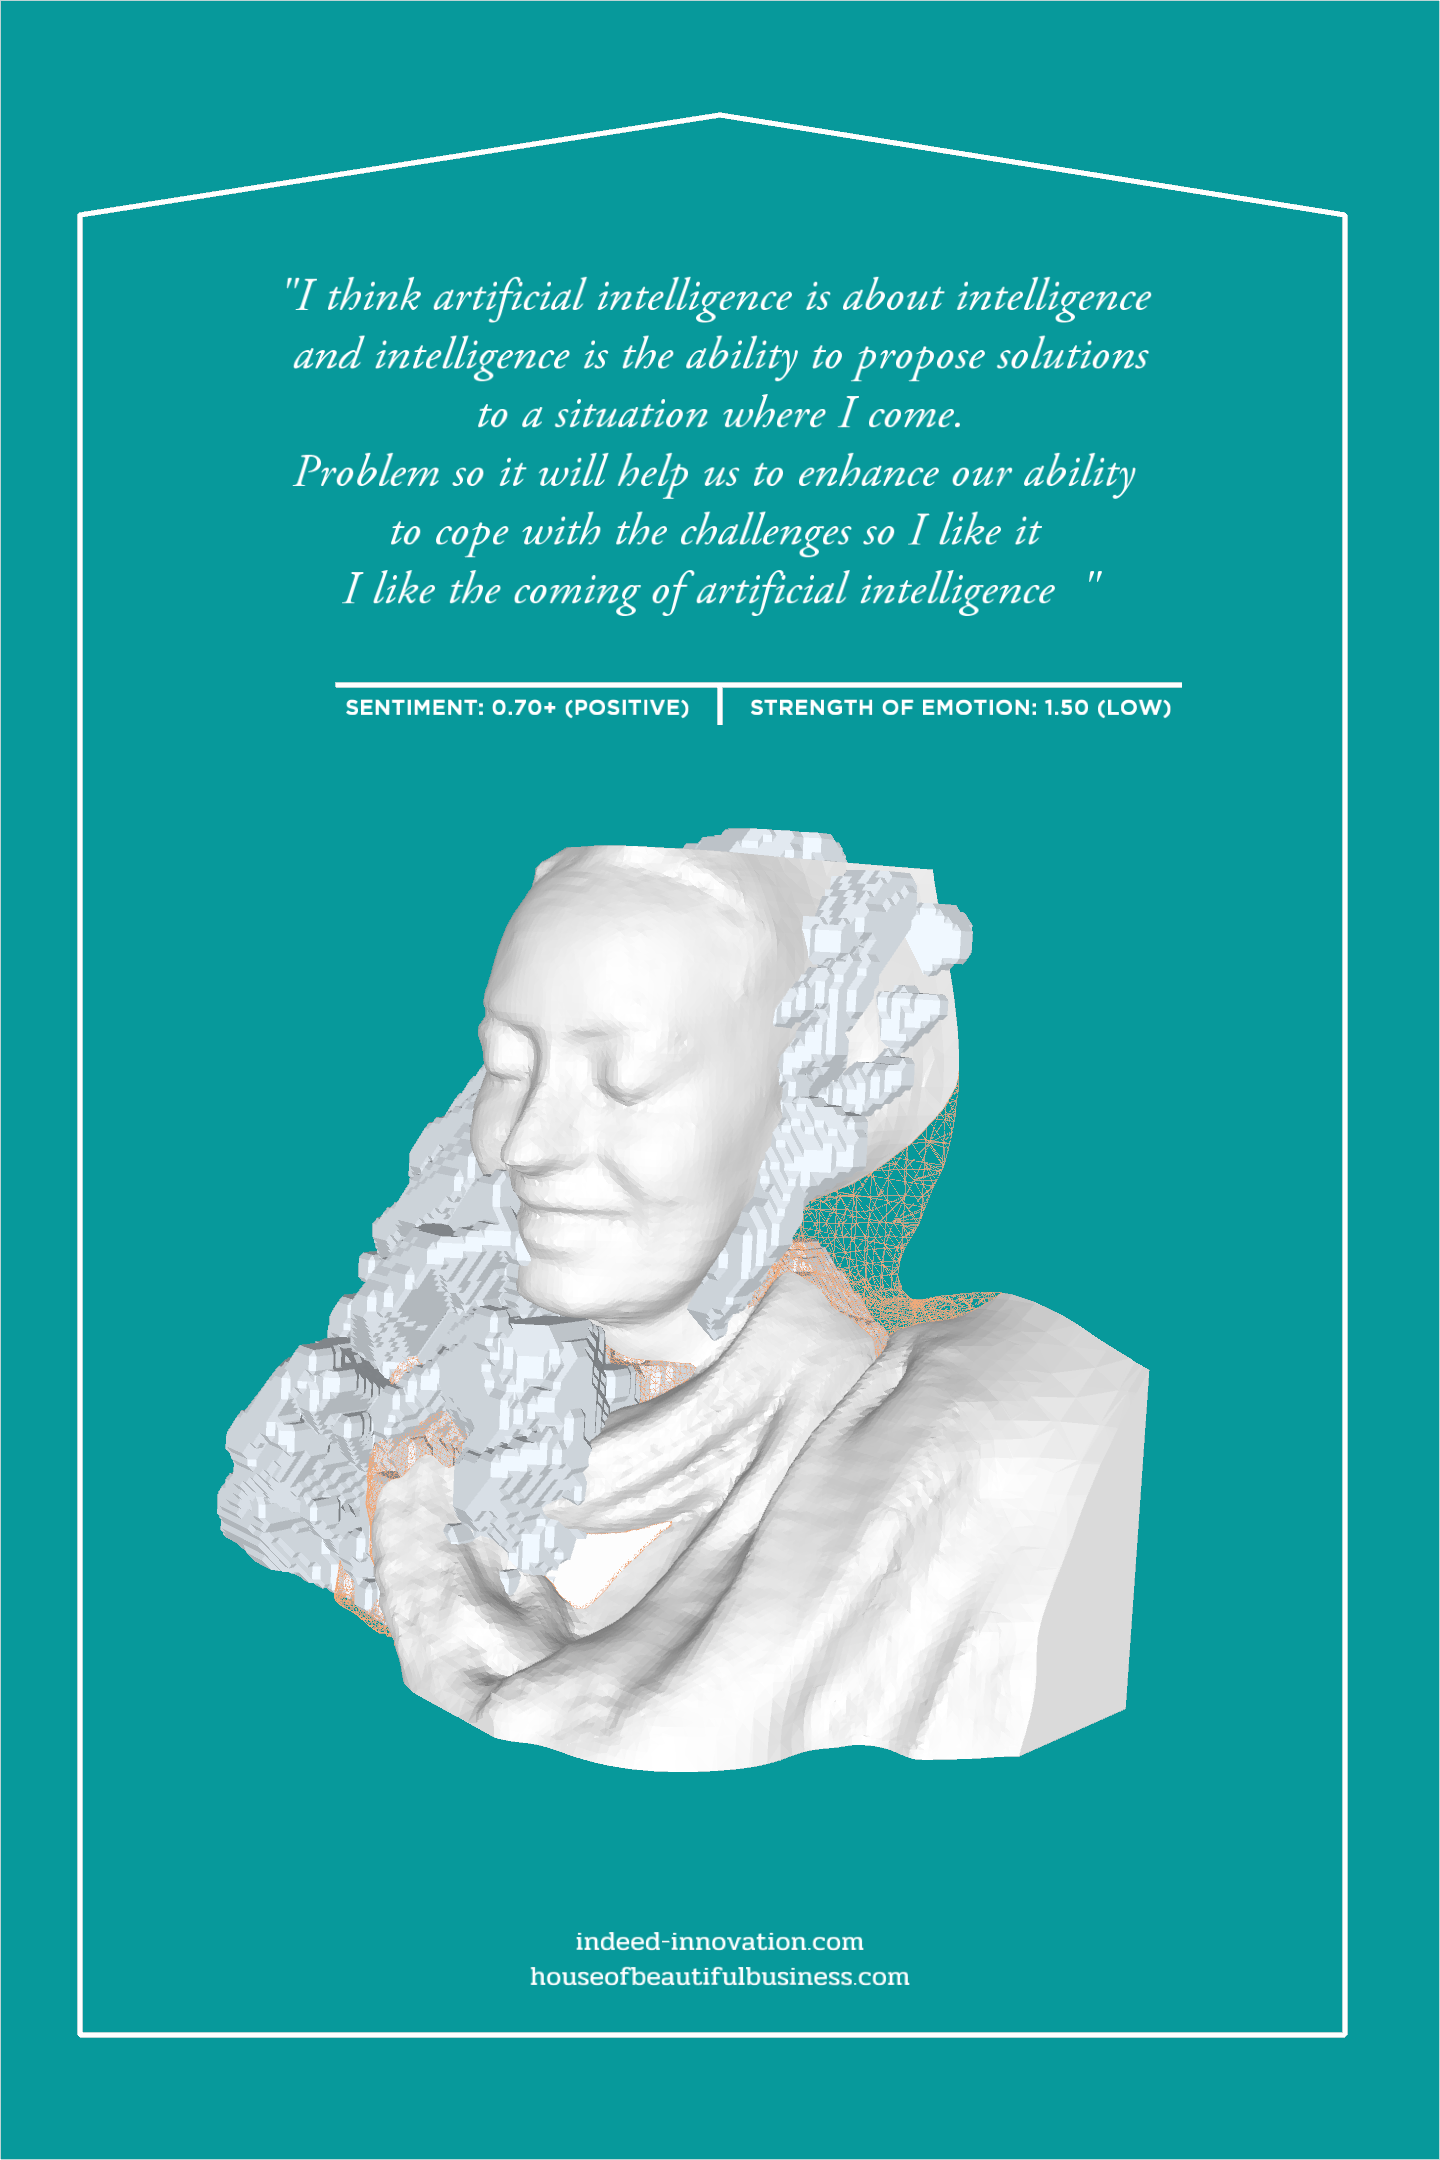 "I think artificial intelligence is about intelligence
and intelligence is the ability to propose solutions
to a situation where I come.
Problem so it will help us to enhance our ability
to cope with the challenges so I like it
I like the coming of artificial intelligence "
SENTIMENT: 0.70+ (POSITIVE) STRENGTH OF EMOTION: 1.50 (LOW)
indeed-innovation.com
houseofbeautifulbusiness.com